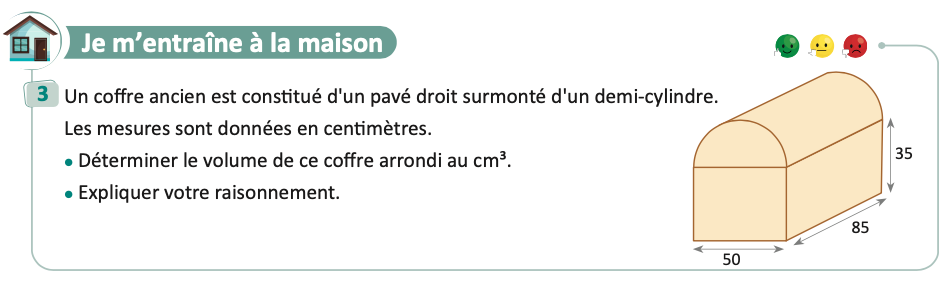 Je m’entraîne à la maison
3 Un coffre ancien est constitué d'un pavé droit surmonté d'un demi-cylindre.
Les mesures sont données en centimètres.
• Déterminer le volume de ce coffre arrondi au cm³.
• Expliquer votre raisonnement.
35
85
50